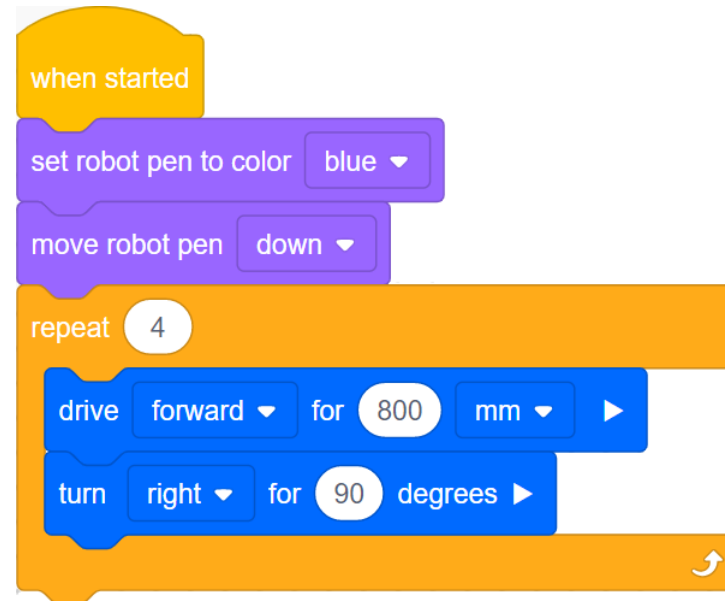 when started
set robot pen to color blue
move robot pen down
repeat 4
drive forward for 800 mm
turn right for 90 degrees